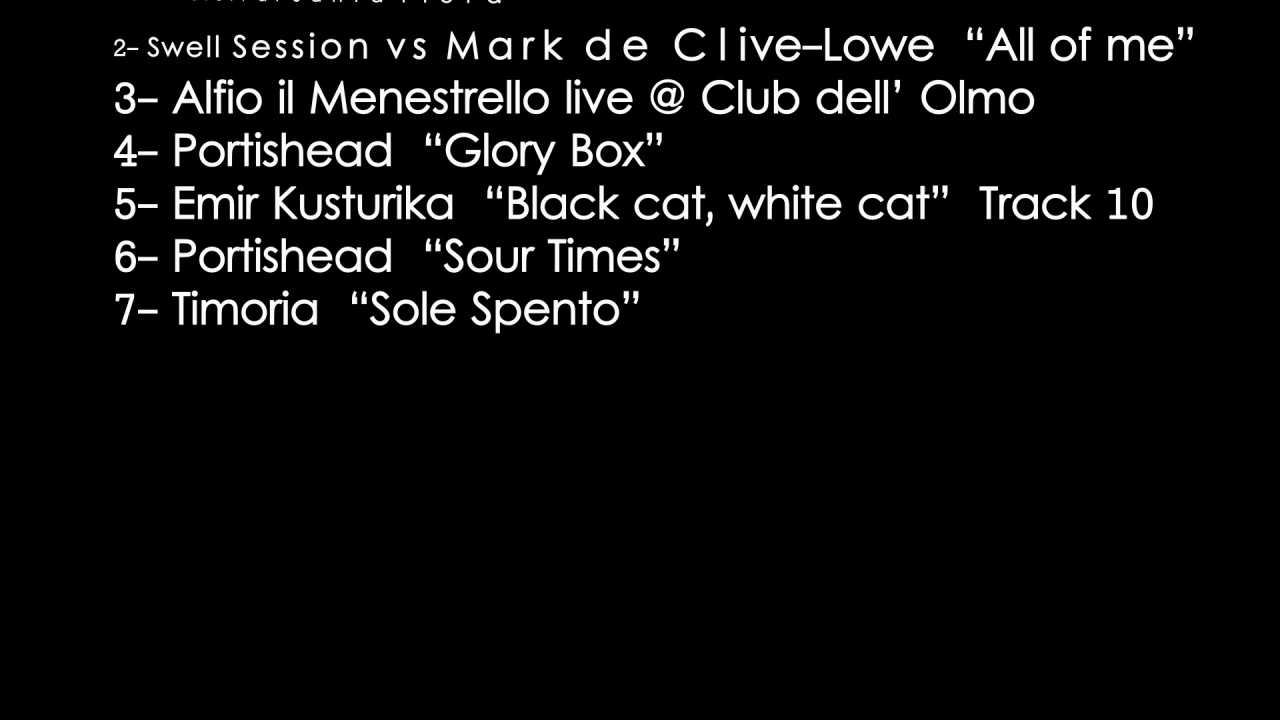 2– Swell Session vs Mark de Clive–Lowe “All of me”
3– Alfio il Menestrello live @ Club dell’ Olmo
4– Portishead “Glory Box”
5– Emir Kusturika “Black cat, white cat” Track 10
6– Portishead “Sour Times”
7– Timoria “Sole Spento”